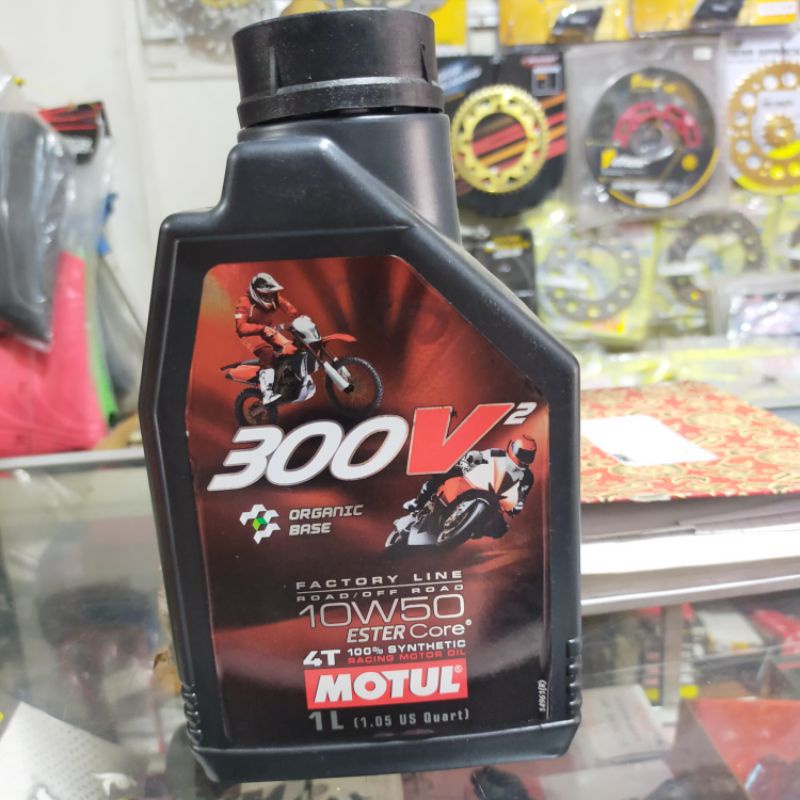 300V²
ORGANIC
BASE
FACTORY LINE
ROAD/OFF ROAD
10W50
ESTER Core®
4T 100% SYNTHETIC
RACING MOTOR OIL
MOTUL®
1L (1.05 US Quart)